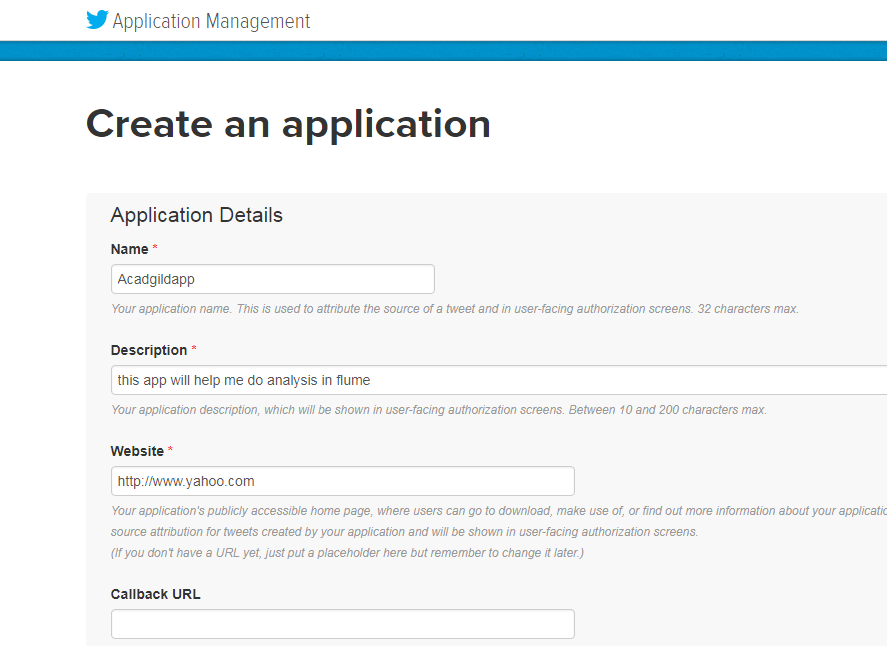 Application Management
Create an application
Application Details
Name *
Acadgildapp
Your application name. This is used to attribute the source of a tweet and in user-facing authorization screens. 32 characters max.
Description *
this app will help me do analysis in flume
Your application description, which will be shown in user-facing authorization screens. Between 10 and 200 characters max.
Website *
http://www.yahoo.com
Your application's publicly accessible home page, where users can go to download, make use of, or find out more information about your
source attribution for tweets created by your application and will be shown in user-facing authorization screens.
(If you don't have a URL yet, just put a placeholder here but remember to change it later.)
Callback URL